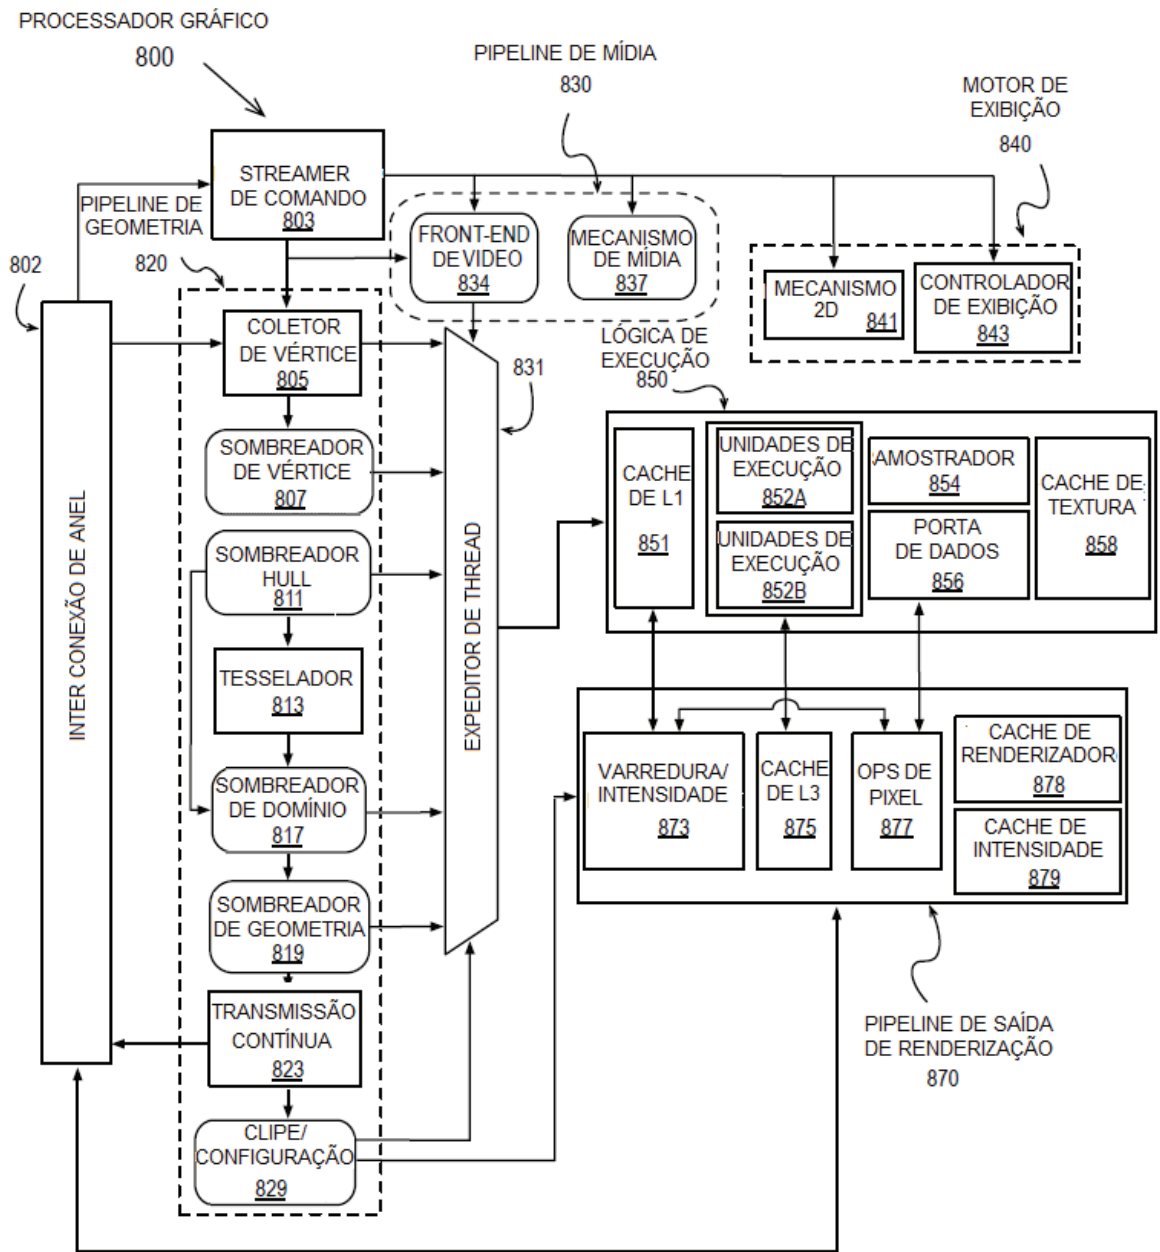 PROCESSADOR GRÁFICO
800
PIPELINE DE MÍDIA
830
MOTOR DE
EXIBIÇÃO
840
STREAMER
DE COMANDO
803
PIPELINE DE
GEOMETRIA
820
802
FRONT-END
DE VIDEO
834
MECANISMO
DE MÍDIA
837
MECANISMO
2D
841
CONTROLADOR
DE EXIBIÇÃO
843
INTER CONEXÃO DE ANEL
COLETOR
DE VÉRTICE
805
SOMBREADOR
DE VÉRTICE
807
SOMBREADOR
HULL
811
TESSELADOR
813
SOMBREADOR
DE DOMÍNIO
817
SOMBREADOR
DE GEOMETRIA
819
TRANSMISSÃO
CONTÍNUA
823
CLIPE/
CONFIGURAÇÃO
829
EXPEDITOR DE THREAD
831
LÓGICA DE
EXECUÇÃO
850
CACHE
DE L1
851
UNIDADES DE
EXECUÇÃO
852A
UNIDADES DE
EXECUÇÃO
852B
AMOSTRADOR
854
PORTA
DE DADOS
856
CACHE DE
TEXTURA
858
VARREDURA/
INTENSIDADE
873
CACHE
DE L3
875
OPS DE
PIXEL
877
CACHE DE
RENDERIZADOR
878
CACHE DE
INTENSIDADE
879
PIPELINE DE SAÍDA
DE RENDERIZAÇÃO
870